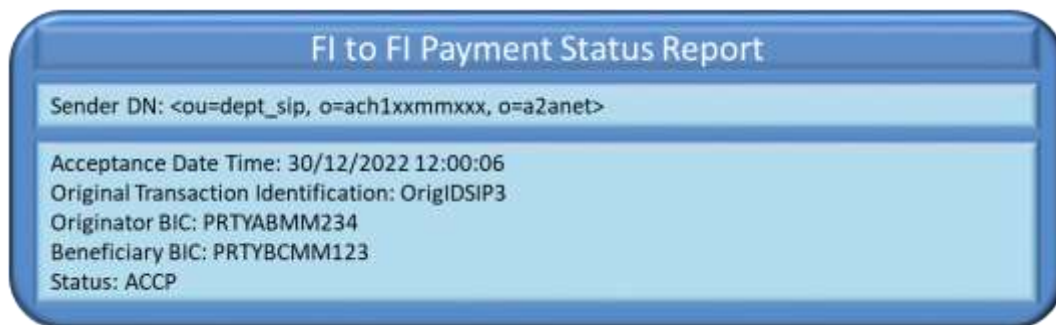 FI to FI Payment Status Report
Sender DN: <ou=dept_sip, o=ach1xxmmxxx, o=a2anet>
Acceptance Date Time: 30/12/2022 12:00:06
Original Transaction Identification: OrigIDSIP3
Originator BIC: PRTYABMM234
Beneficiary BIC: PRTYBCMM123
Status: ACCP